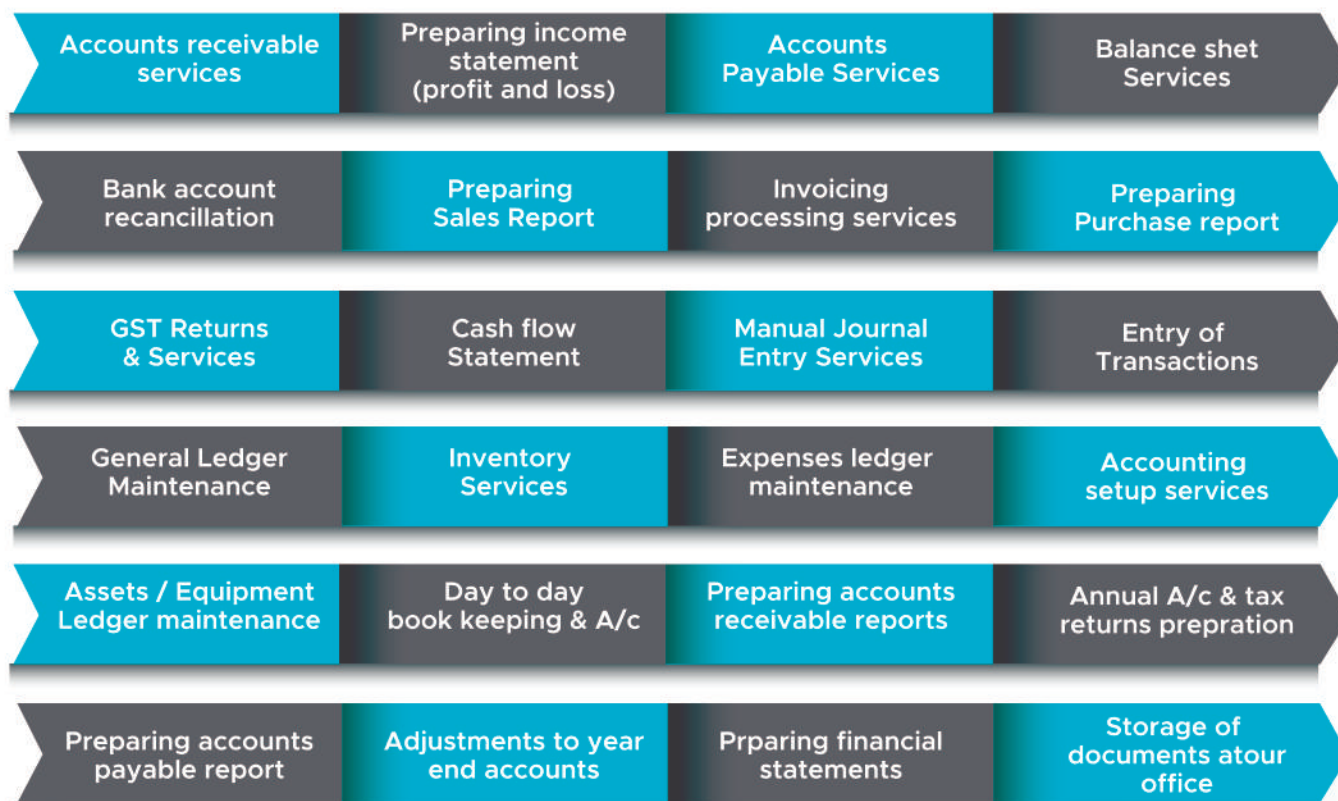 Accounts receivable
services
Preparing income
statement
(profit and loss)
Accounts
Payable Services
Balance shet
Services
Bank account
recancillation
Preparing
Sales Report
Invoicing
processing services
Preparing
Purchase report
GST Returns
& Services
Cash flow
Statement
Manual Journal
Entry Services
Entry of
Transactions
General Ledger
Maintenance
Inventory
Services
Expenses ledger
maintenance
Accounting
setup services
Assets / Equipment
Ledger maintenance
Day to day
book keeping & A/c
Preparing accounts
receivable reports
Annual A/c & tax
returns prepration
Preparing accounts
payable report
Adjustments to year
end accounts
Prparing financial
statements
Storage of
documents atour
office